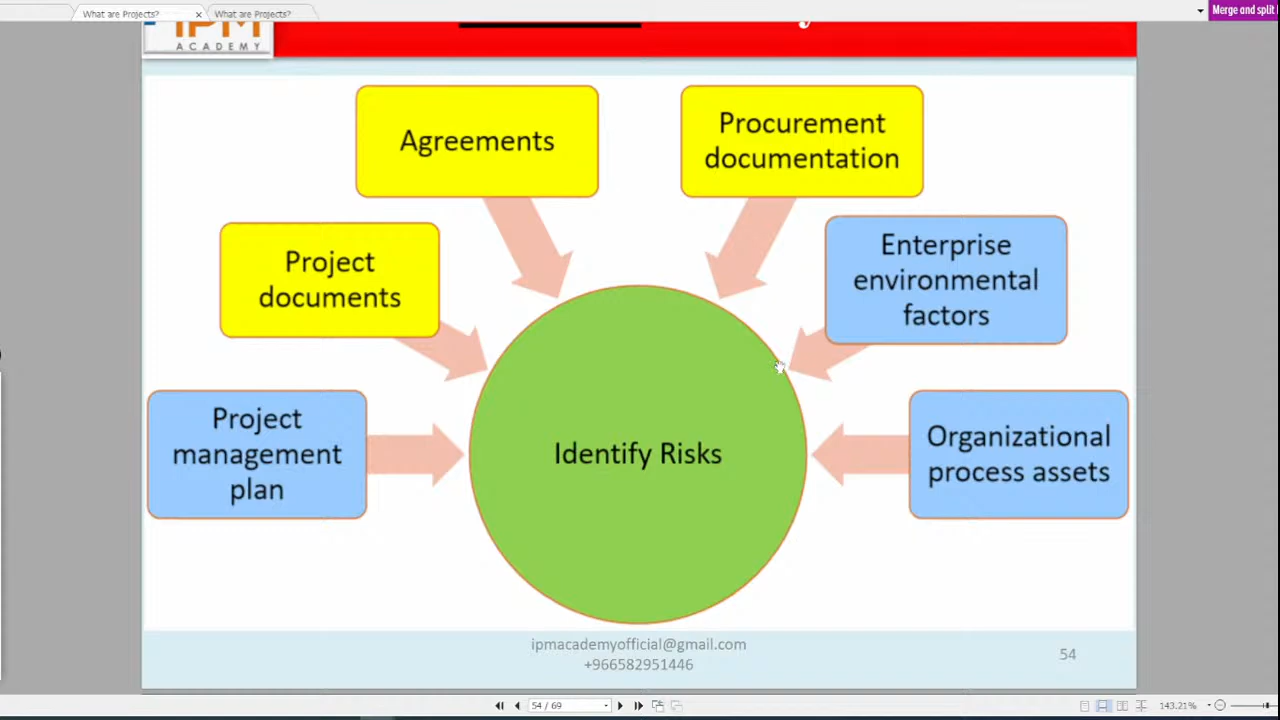 What are Projects?
What are Projects?
Merge and split
IPM
ACADEMY
Agreements
Procurement
documentation
Project
documents
Enterprise
environmental
factors
Project
management
plan
Identify Risks
Organizational
process assets
ipmacademyofficial@gmail.com
+966582951446
54
54 / 69
143.21%